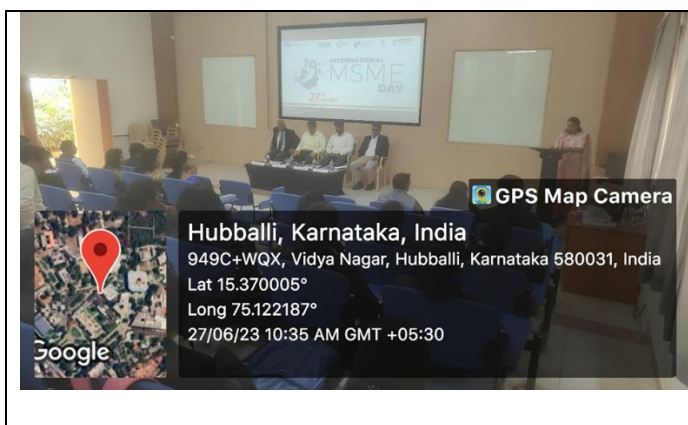 INTERNATIONAL
MSME
DAY
27
GPS Map Camera
Hubballi, Karnataka, India
949C+WQX, Vidya Nagar, Hubballi, Karnataka 580031, India
Lat 15.370005°
Long 75.122187°
27/06/23 10:35 AM GMT +05:30
Google